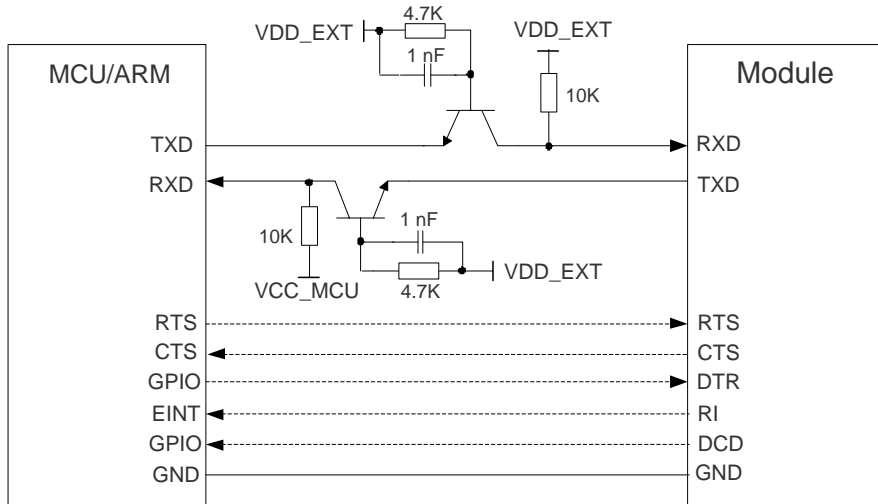 4.7K
VDD_EXT
1 nF
VDD_EXT
10K
MCU/ARM
Module
TXD
RXD
RXD
TXD
10K
1 nF
4.7K
VDD_EXT
VCC_MCU
RTS
RTS
CTS
CTS
GPIO
DTR
EINT
RI
GPIO
DCD
GND
GND